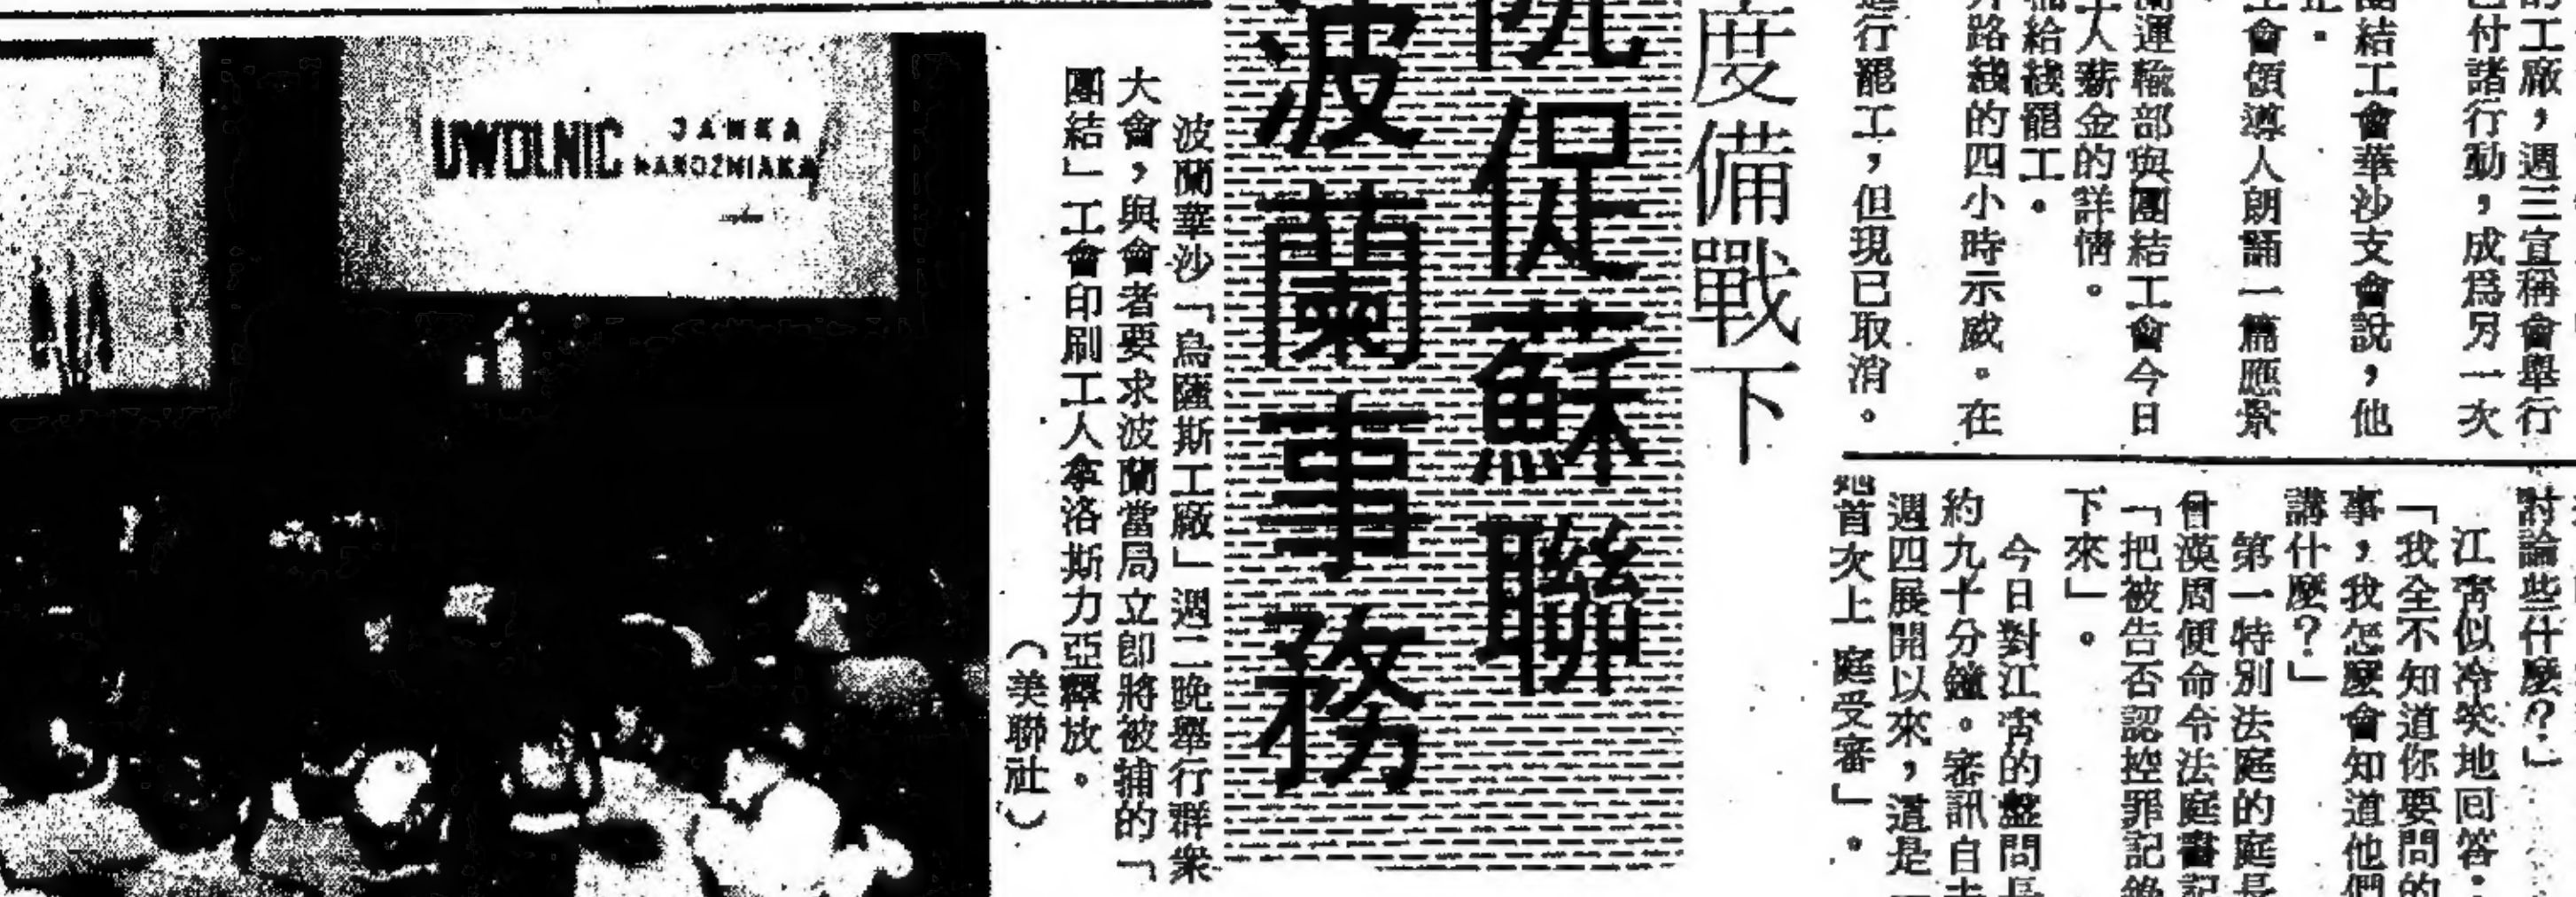 的工廠，週三宣稱會舉行
已付諸行動，成爲另一次
團結工會華沙支會說，他
止。
工會領導人朗誦一篇應景
蘭運輸部與團結工會今日
工人薪金的詳情。
補給綫罷工。
路綫的四小時示威。在
進行罷工，但現已取消。
度備戰下
促蘇聯
波蘭事務
波蘭華沙「烏薩斯工廠」週二晚舉行群衆
大會，與會者要求波蘭當局立即將被捕的「
團結」工會印刷工人拿洛斯力亞釋放。
（美聯社）
UWOLNIC JANKA
NAROŻNIAKA
討論些什麼？」
江青似冷笑地回答：
「我全不知道你要問的
事，我怎麼會知道他們
講什麼？」
第一特別法庭的庭長
漢周便命令法庭書記
「把被告否認控罪記錄
下來」。
今日對江青的盤問長
約九十分鐘。審訊自
週四展開以來，這是
她首次上庭受審」。